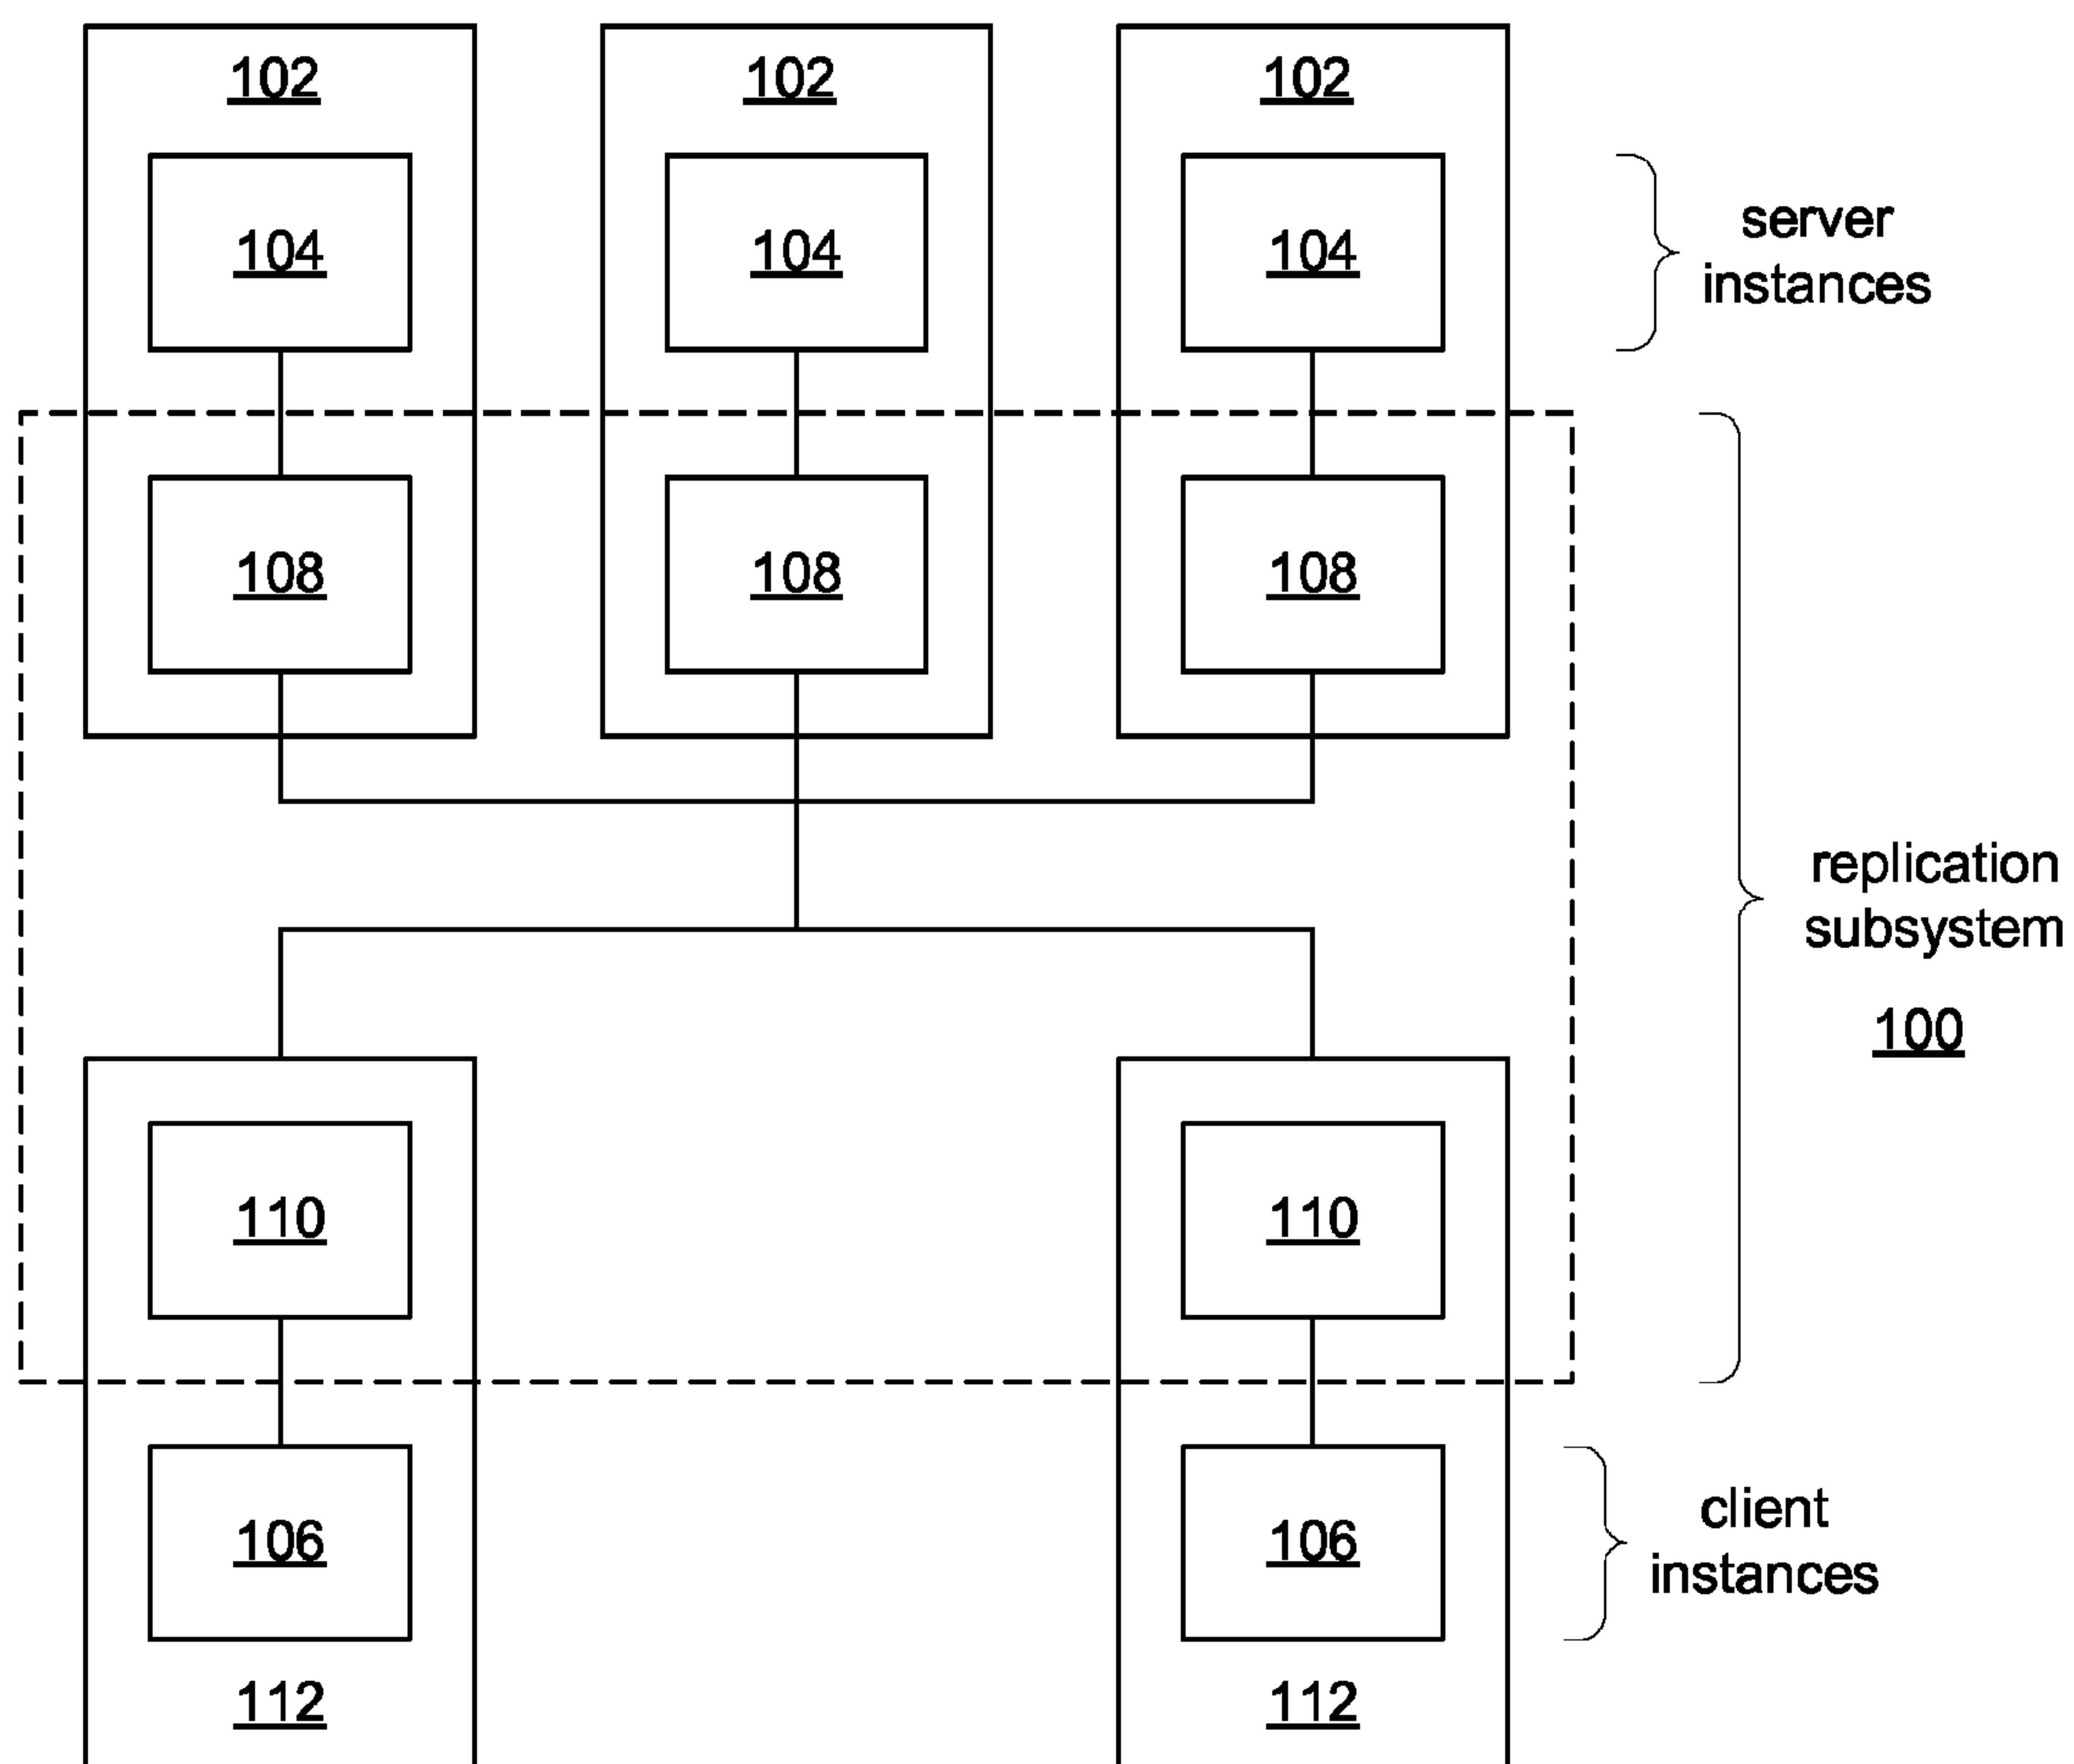 102 102 102
104 104 104
server
instances
108 108 108
replication
subsystem
100
110 110
106 106
client
instances
112 112